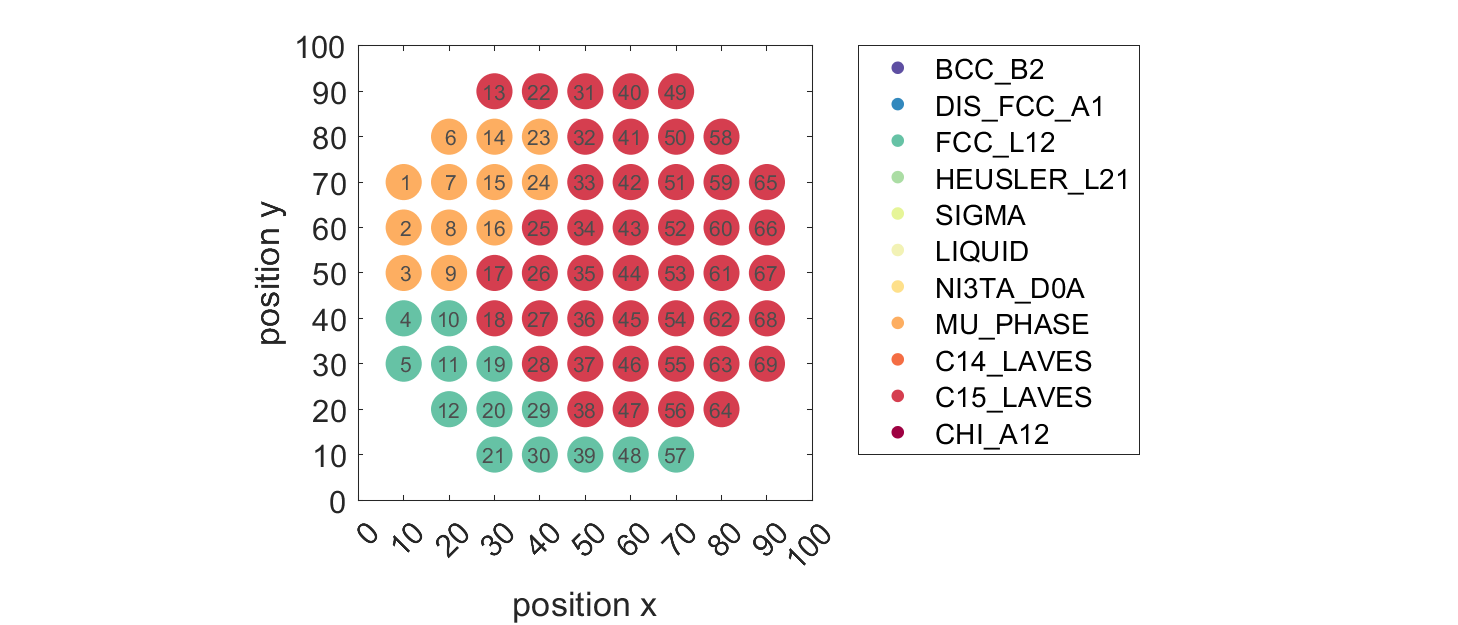 100
90 13 22 31 40 49
80 6 14 23 32 41 50 58
70 1 7 15 24 33 42 51 59 65
60 2 8 16 25 34 43 52 60 66
50 3 9 17 26 35 44 53 61 67
40 4 10 18 27 36 45 54 62 68
30 5 11 19 28 37 46 55 63 69
20 12 20 29 38 47 56 64
10 21 30 39 48 57
0
0 10 20 30 40 50 60 70 80 90 100
position x
position y
BCC_B2
DIS_FCC_A1
FCC_L12
HEUSLER_L21
SIGMA
LIQUID
NI3TA_D0A
MU_PHASE
C14_LAVES
C15_LAVES
CHI_A12